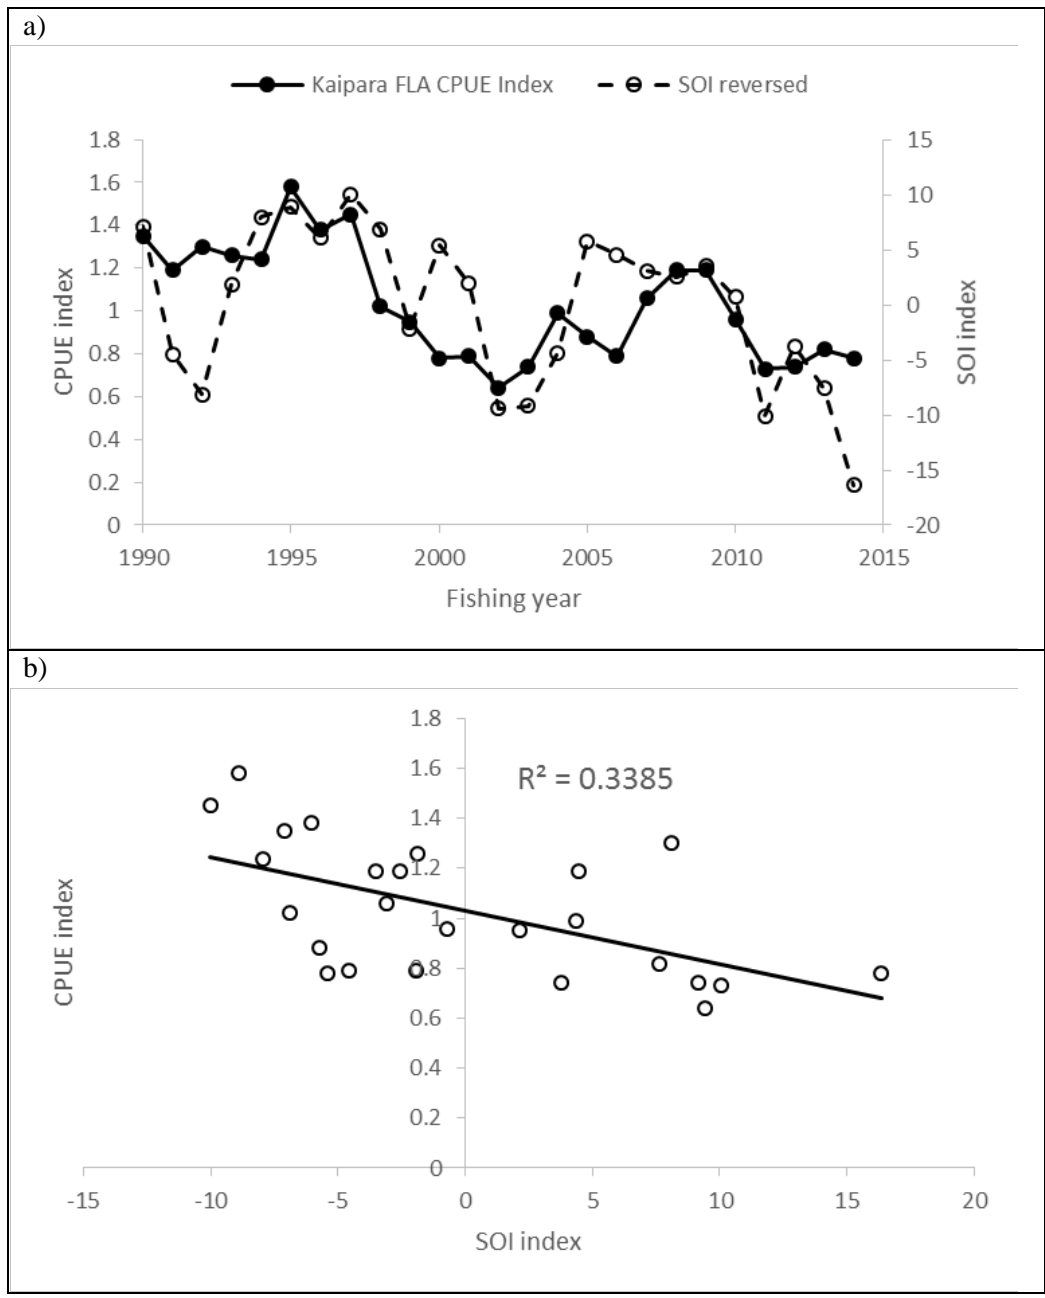 a)
Kaipara FLA CPUE Index SOI reversed
1.8 15
1.6 10
1.4 5
1.2 0
1 -5
0.8 -10
0.6 -15
0.4 -20
0.2
0
CPUE index
SOI index
1990 1995 2000 2005 2010 2015
Fishing year
b)
1.8
1.6
R² = 0.3385
1.4
1.2
1
0.8
0.6
0.4
0.2
0
CPUE index
-15 -10 -5 0 5 10 15 20
SOI index